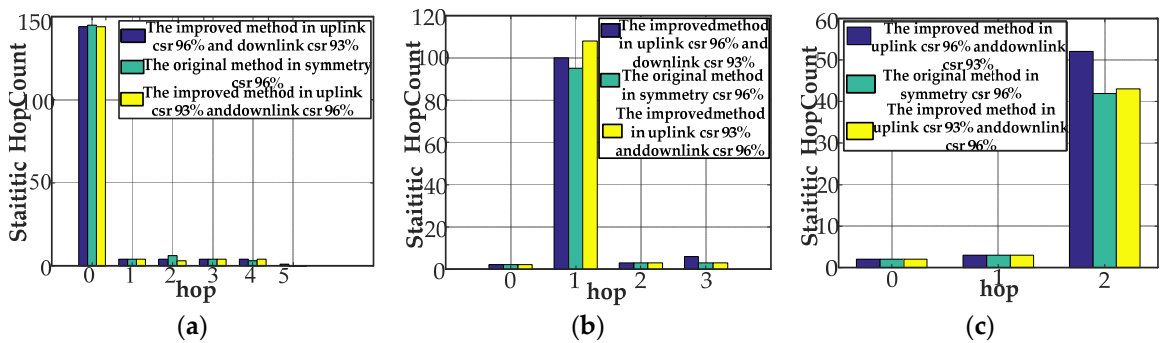 150
100
50
0
Staititic HopCount
The improved method in uplink
csr 96% and downlink csr 93%
The original method in symmetry
csr 96%
The improved method in uplink
csr 93% anddownlink csr 96%
0 1 2 3 4 5
hop
(a)
120
100
80
60
40
20
0
Staititic HopCount
The improvedmethod
in uplink csr 96% and
downlink csr 93%
The original method
in symmetry csr 96%
The improvedmethod
in uplink csr 93%
anddownlink csr 96%
0 1 2 3
hop
(b)
60
50
40
30
20
10
0
Staititic HopCount
The improved method in
uplink csr 96% anddownlink
csr 93%
The original method in
symmetry csr 96%
The improved method in
uplink csr 93% anddownlink
csr 96%
0 1 2
hop
(c)